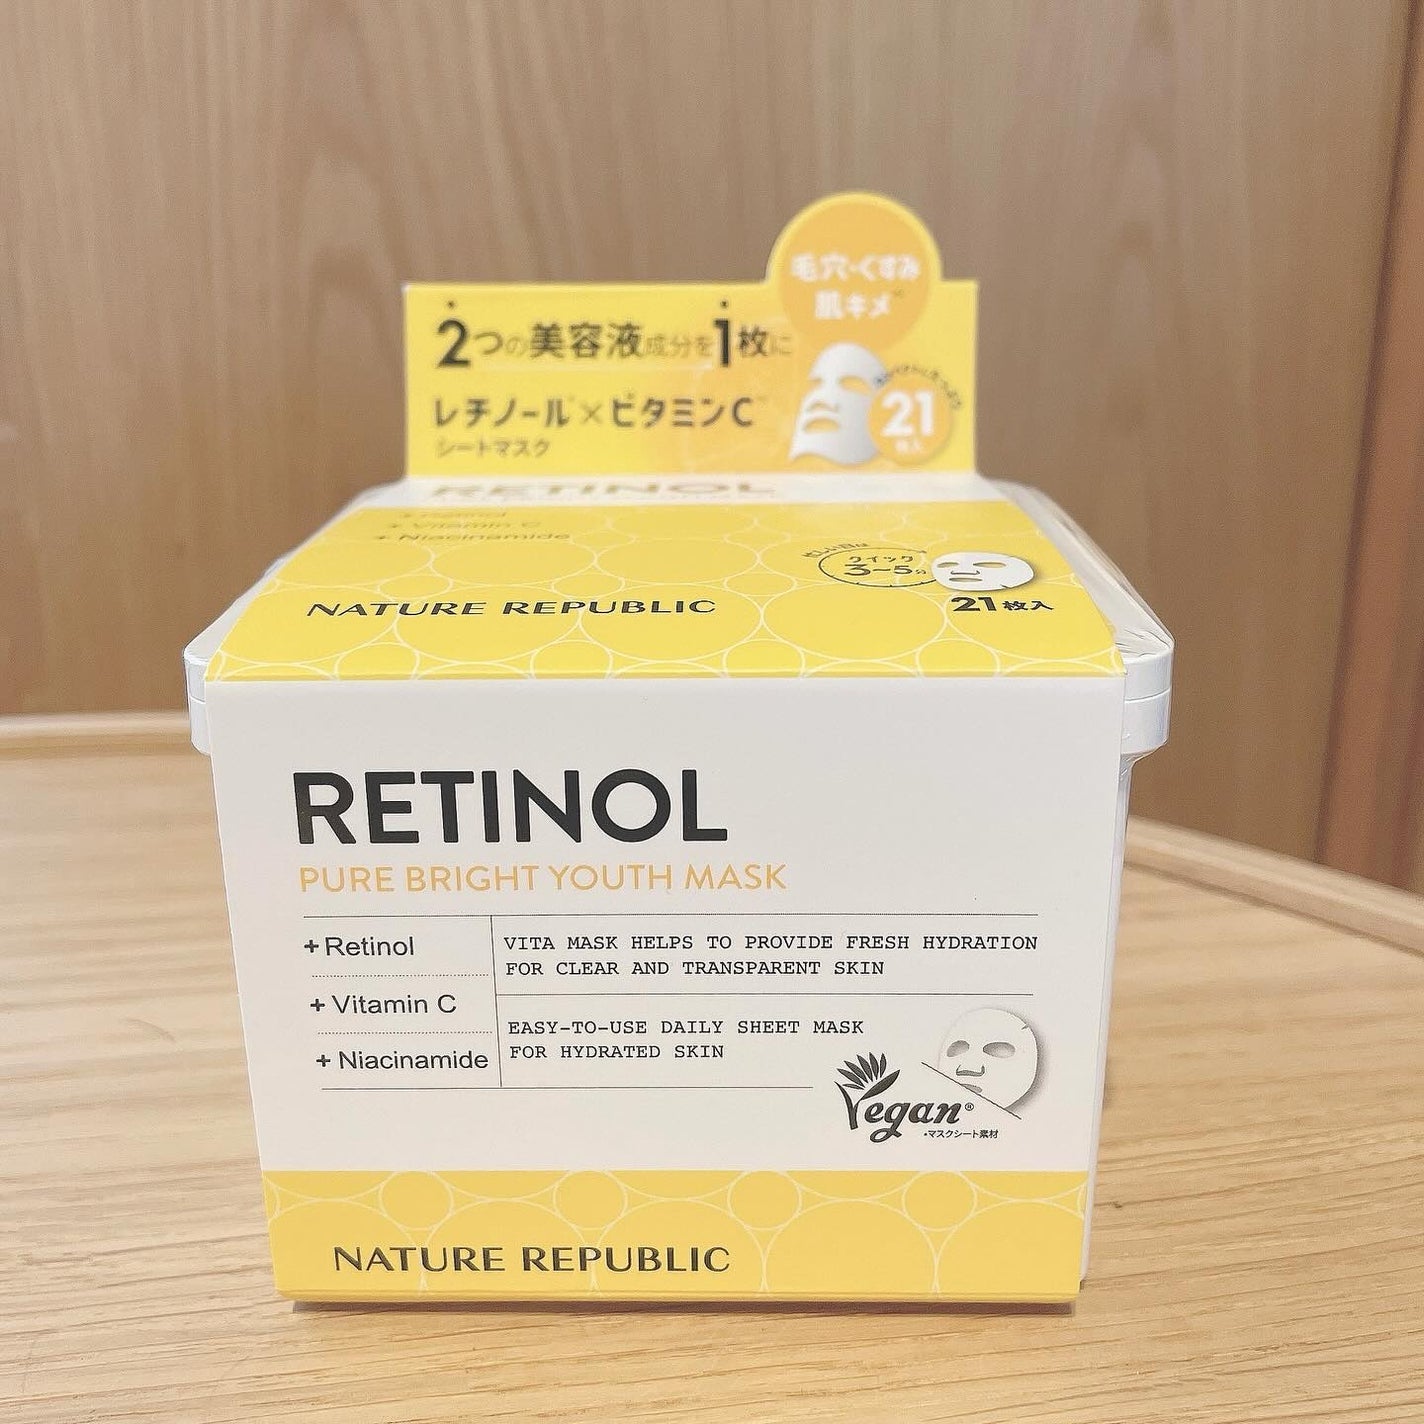 毛穴・くすみ
肌キメ
2つの美容液成分を1枚に
レチノール×ビタミンC
シートマスク
21
枚入
RETINOL
+ Retinol
+ Vitamin C
+ Niacinamide
クイック
3~5分
21枚入
NATURE REPUBLIC
RETINOL
PURE BRIGHT YOUTH MASK
+ Retinol
+ Vitamin C
+ Niacinamide
VITA MASK HELPS TO PROVIDE FRESH HYDRATION
FOR CLEAR AND TRANSPARENT SKIN
EASY-TO-USE DAILY SHEET MASK
FOR HYDRATED SKIN
Vegan®
•マスクシート素材
NATURE REPUBLIC